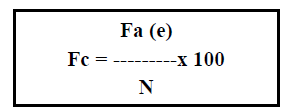 Fa (e)
Fc = ---------x 100
N